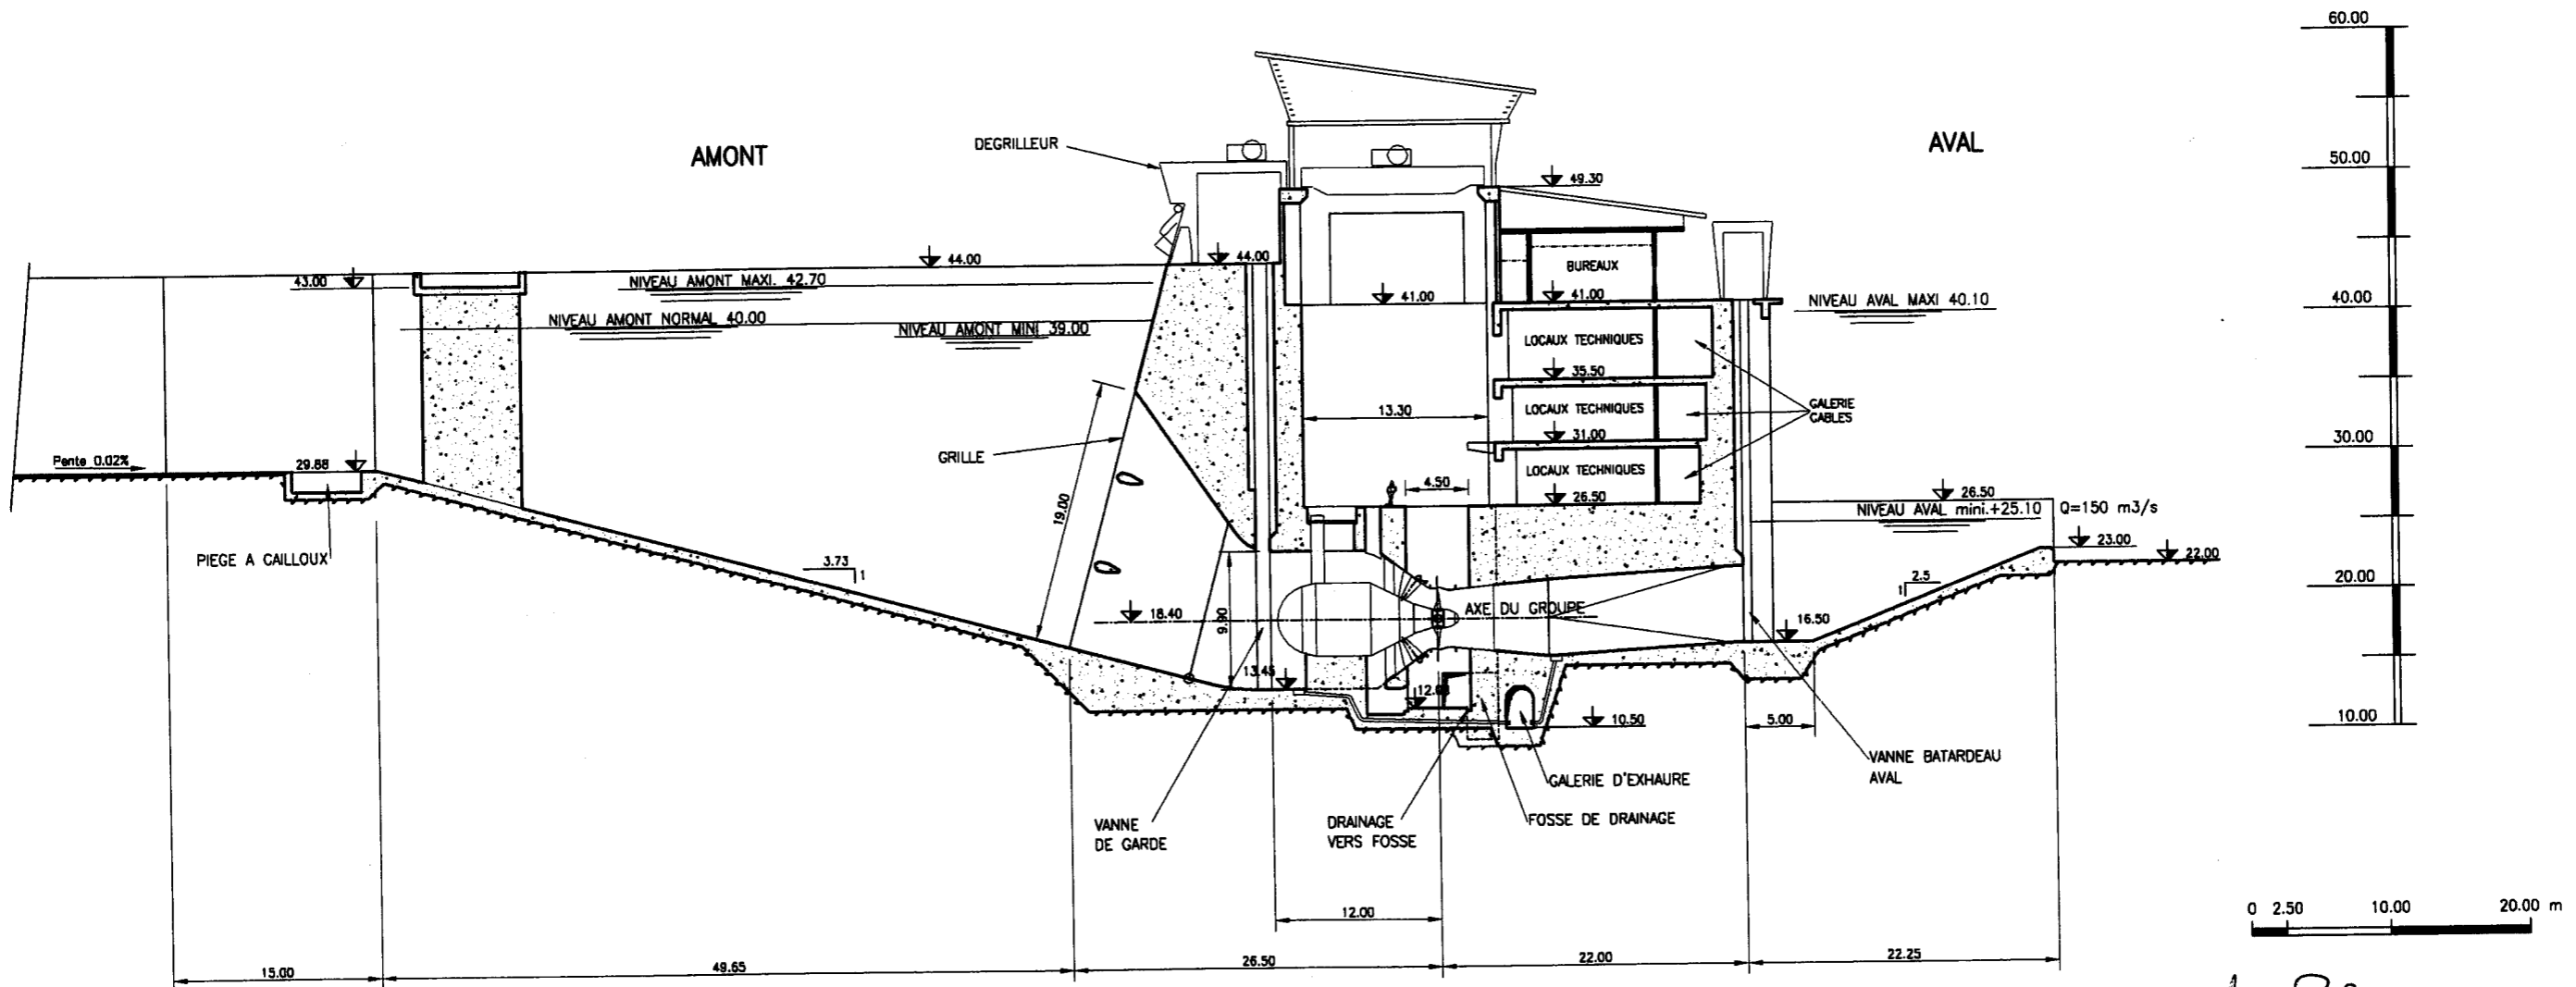 60.00
AMONT
DEGRILLEUR
AVAL
50.00
49.30
44.00
44.00
BUREAUX
43.00
NIVEAU AMONT MAXI. 42.70
41.00
41.00
NIVEAU AVAL MAXI 40.10
40.00
NIVEAU AMONT NORMAL 40.00
NIVEAU AMONT MINI 39.00
LOCAUX TECHNIQUES
35.50
13.30
LOCAUX TECHNIQUES
GALERIE
CABLES
31.00
30.00
GRILLE
Pente 0.02%
29.88
LOCAUX TECHNIQUES
4.50
26.50
26.50
NIVEAU AVAL mini.+25.10 Q=150 m3/s
19.00
PIEGE A CAILLOUX
23.00
22.00
3.73
1
20.00
2.5
1
18.40
9.90
AXE DU GROUPE
16.50
13.45
10.50
5.00
10.00
VANNE BATARDEAU
AVAL
GALERIE D'EXHAURE
VANNE
DE GARDE
DRAINAGE
VERS FOSSE
FOSSE DE DRAINAGE
12.00
0 2.50 10.00 20.00 m
15.00
49.65
26.50
22.00
22.25